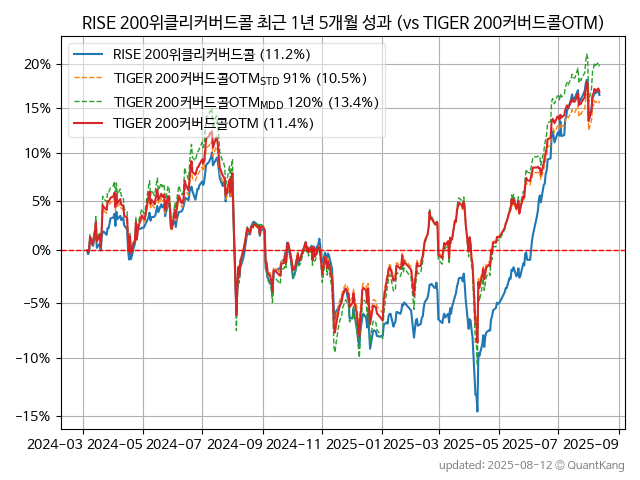 RISE 200위클리커버드콜 최근 1년 5개월 성과 (vs TIGER 200커버드콜OTM)
RISE 200위클리커버드콜 (11.2%)
TIGER 200커버드콜OTM STD 91% (10.5%)
TIGER 200커버드콜OTM MDD 120% (13.4%)
TIGER 200커버드콜OTM (11.4%)
20%
15%
10%
5%
0%
−5%
−10%
−15%
2024-03 2024-05 2024-07 2024-09 2024-11 2025-01 2025-03 2025-05 2025-07 2025-09
updated: 2025-08-12 © QuantKang